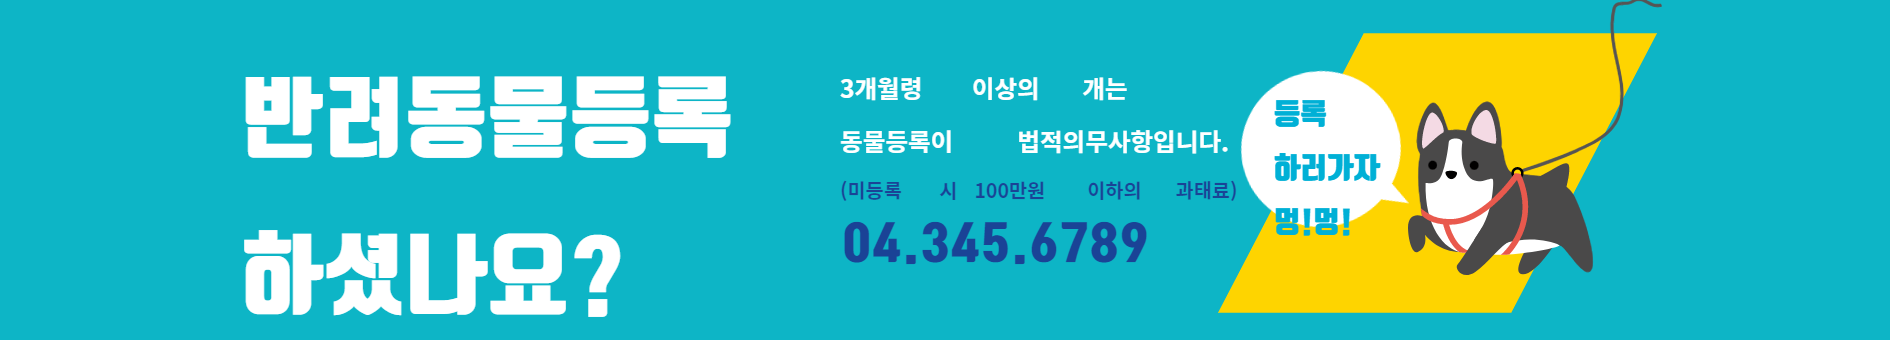 반려동물등록
하셨나요?
3개월령 이상의 개는
동물등록이 법적의무사항입니다.
(미등록 시 100만원 이하의 과태료)
04.345.6789
등록
하러가자
멍!멍!